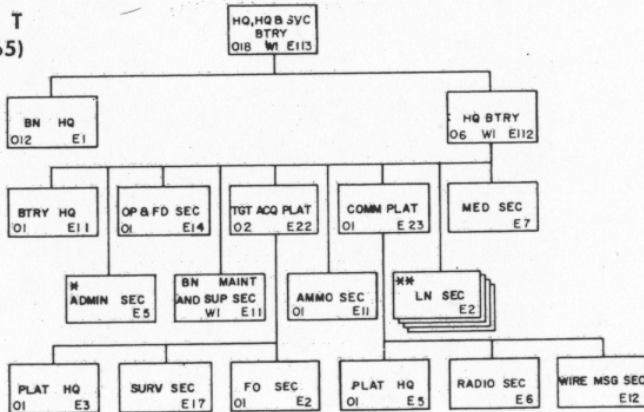 T
65)
HQ, HQ & SVC
BTRY
O18 W1 E113
BN HQ
O12 E1
HQ BTRY
O6 W1 E112
BTRY HQ
O1 E11
OP & FD SEC
O1 E14
TGT ACQ PLAT
O2 E22
COMM PLAT
O1 E23
MED SEC
E7
*
ADMIN SEC
E5
BN MAINT
AND SUP SEC
W1 E11
AMMO SEC
O1 E11
**
LN SEC
E2
PLAT HQ
O1 E3
SURV SEC
E17
FO SEC
O1 E2
PLAT HQ
O1 E5
RADIO SEC
E6
WIRE MSG SEC
E12